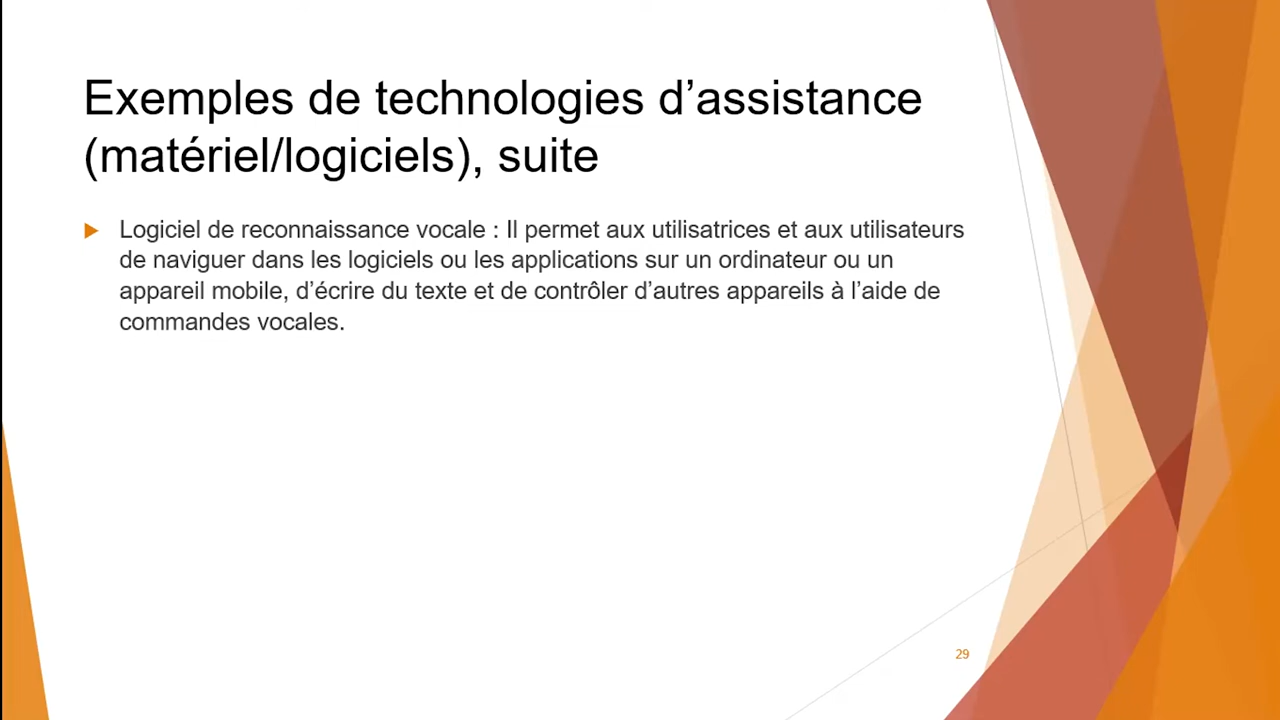 Exemples de technologies d’assistance
(matériel/logiciels), suite
Logiciel de reconnaissance vocale : Il permet aux utilisatrices et aux utilisateurs
de naviguer dans les logiciels ou les applications sur un ordinateur ou un
appareil mobile, d’écrire du texte et de contrôler d’autres appareils à l’aide de
commandes vocales.
29